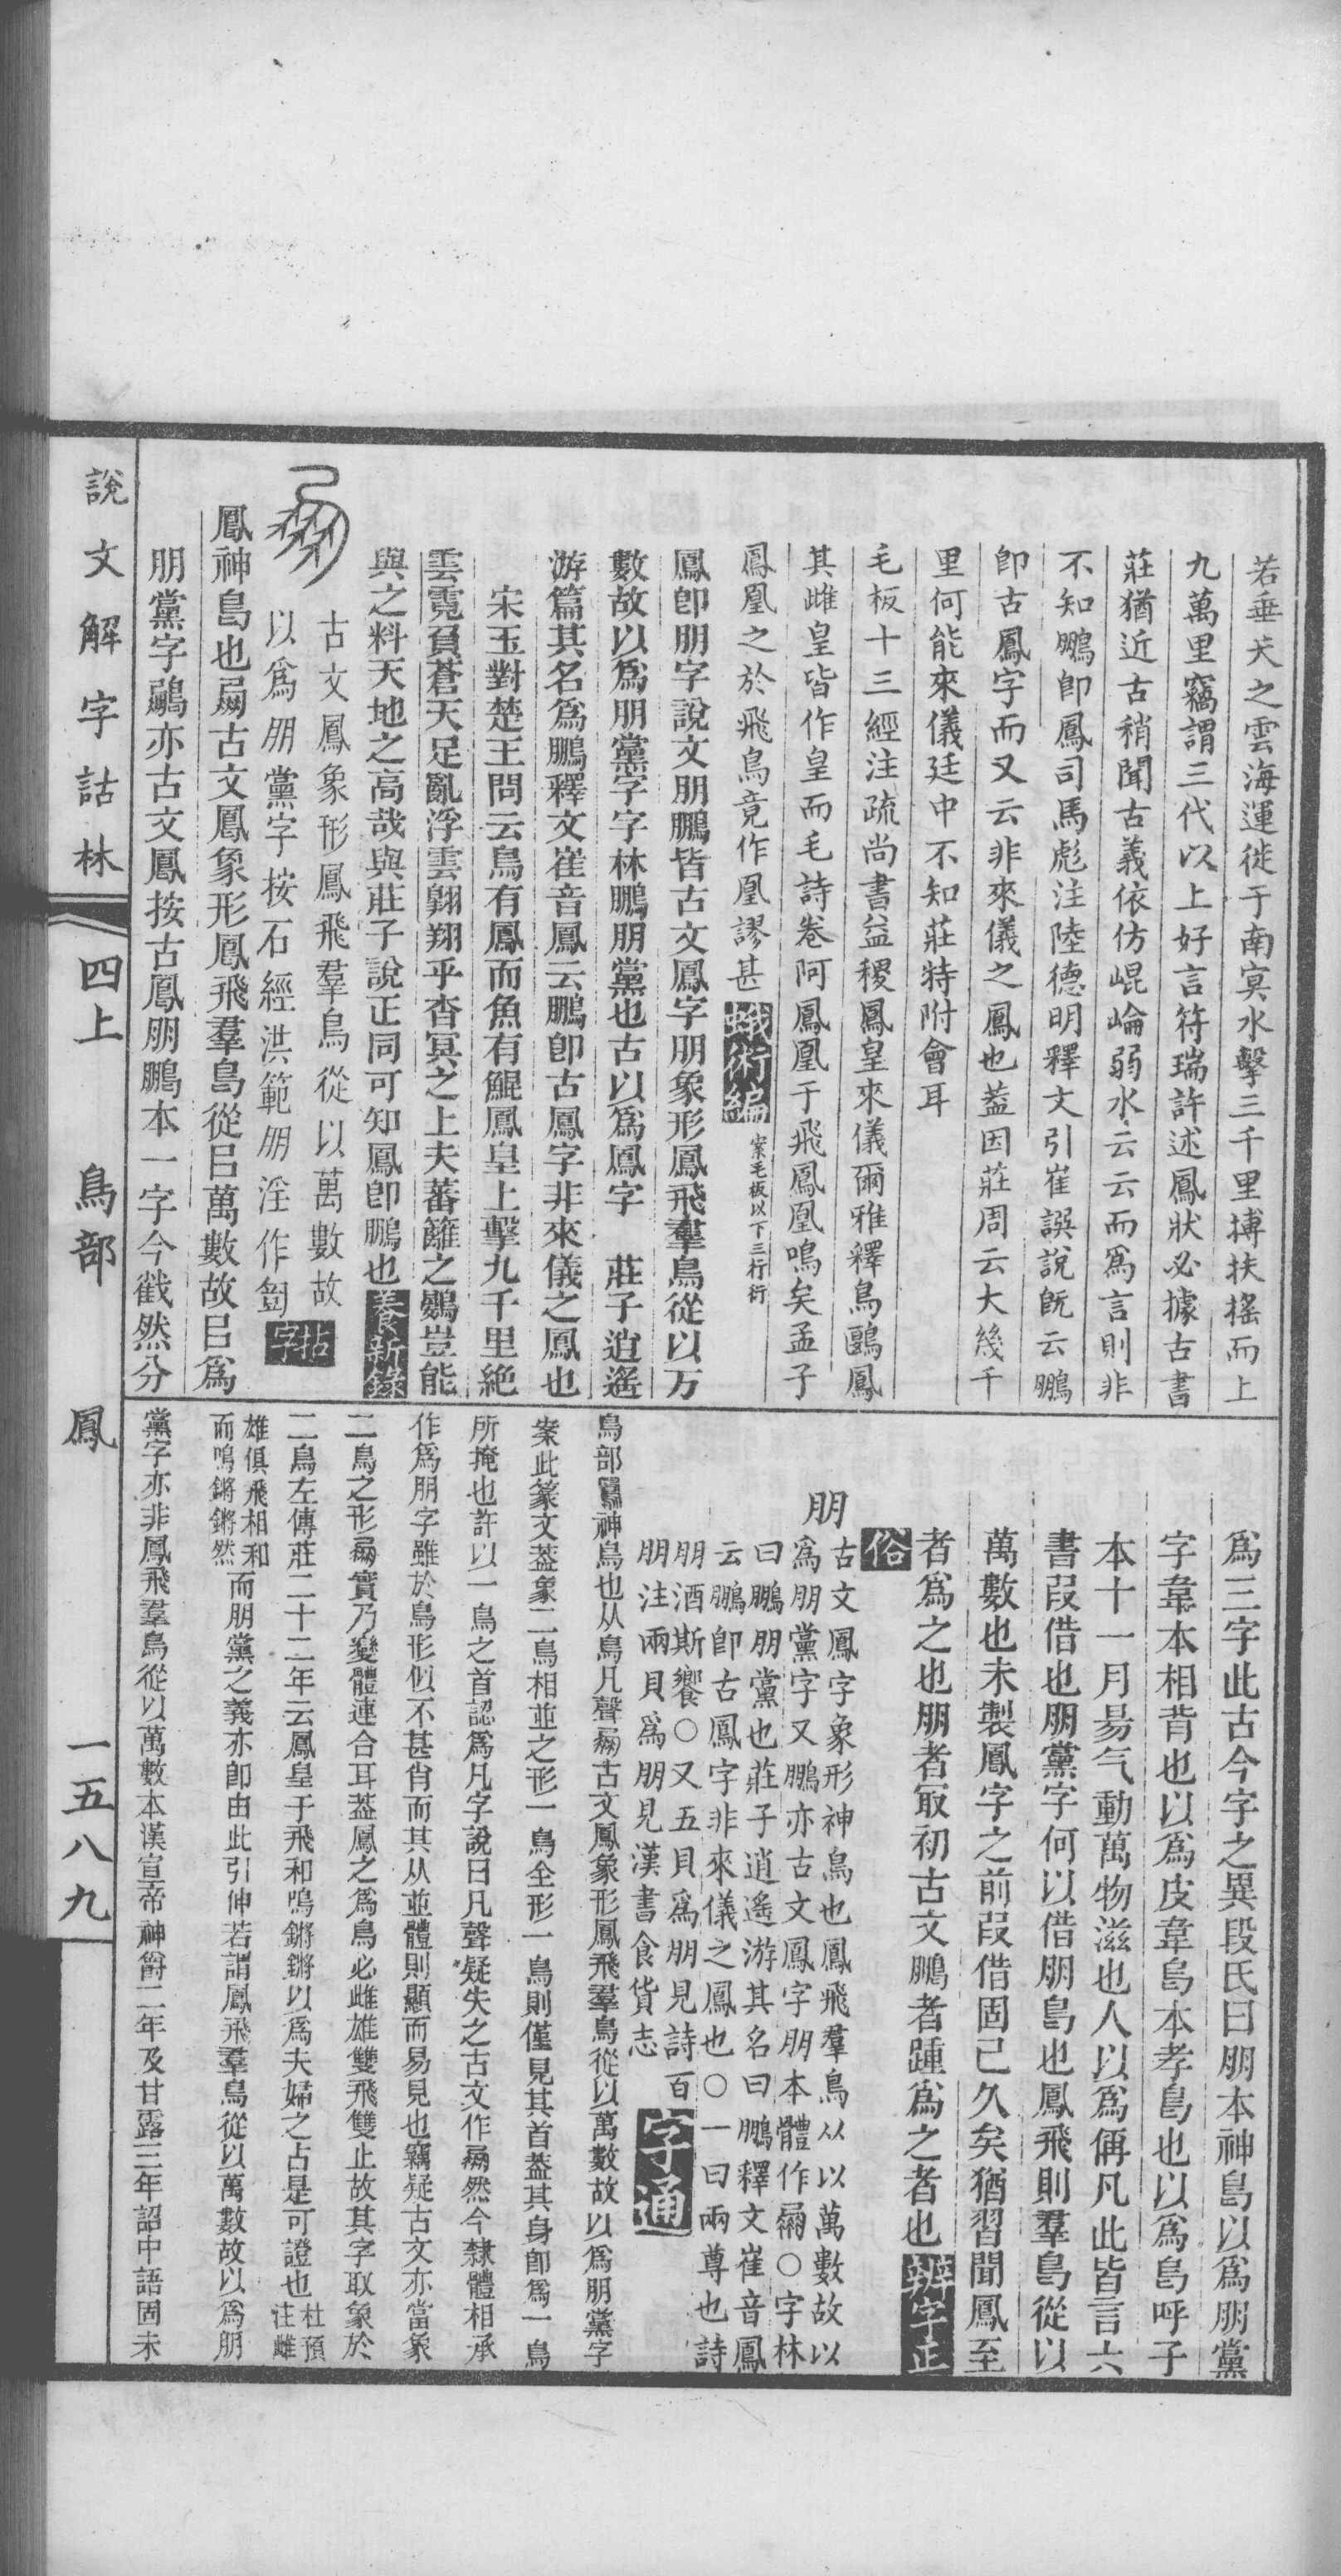 若垂天之雲海運徙于南冥水擊三千里搏扶搖而上
九萬里竊謂三代以上好言符瑞許述鳳狀必據古書
莊猶近古稍聞古義依仿崐崘弱水云云而爲言則非
不知鵬卽鳳司馬彪注陸德明釋文引崔譔說旣云鵬
卽古鳳字而又云非來儀之鳳也葢因莊周云大幾千
里何能來儀廷中不知莊特附會耳
毛板十三經注疏尚書益稷鳳皇來儀爾雅釋鳥鶠鳳
其雌皇皆作皇而毛詩卷阿鳳凰于飛鳳凰鳴矣孟子
鳳凰之於飛鳥竟作凰謬甚 蛾術編 案毛板以下三行衍
鳳卽朋字說文朋鵬皆古文鳳字朋象形鳳飛羣鳥從以万
數故以爲朋黨字字林鵬朋黨也古以爲鳳字 莊子逍遙
游篇其名爲鵬釋文崔音鳳云鵬卽古鳳字非來儀之鳳也
宋玉對楚王問云鳥有鳳而魚有鯤鳳皇上擊九千里絶
雲霓負蒼天足亂浮雲翱翔乎杳冥之上夫蕃籬之鷃豈能
與之料天地之高哉與莊子說正同可知鳳卽鵬也 養新錄
古文鳳象形鳳飛羣鳥從以萬數故
以爲朋黨字按石經洪範朋淫作 拈字
鳳神鳥也古文鳳象形鳳飛羣鳥從㠯萬數故㠯爲
朋黨字鵬亦古文鳳按古鳳朋鵬本一字今截然分
爲三字此古今字之異段氏曰朋本神鳥以爲朋黨
字韋本相背也以爲皮韋烏本孝烏也以爲烏呼子
本十一月昜气動萬物滋也人以爲偁凡此皆言六
書叚借也朋黨字何以借朋鳥也鳳飛則羣鳥從以
萬數也未製鳳字之前叚借固已久矣猶習聞鳳至
者爲之也朋者冣初古文鵬者踵爲之者也 辨字正
俗
朋 古文鳳字象形神鳥也鳳飛羣鳥从以萬數故以
爲朋黨字又鵬亦古文鳳字朋本體作○字林
曰鵬朋黨也莊子逍遙游其名曰鵬釋文崔音鳳
云鵬卽古鳳字非來儀之鳳也○一曰兩尊也詩
朋酒斯饗○又五貝爲朋見詩百
朋注兩貝爲朋見漢書食貨志 字通
鳥部鳳神鳥也从鳥凡聲古文鳳象形鳳飛羣鳥從以萬數故以爲朋黨字
案此篆文葢象二鳥相並之形一鳥全形一鳥則僅見其首葢其身卽爲一鳥
所掩也許以一鳥之首認爲凡字說曰凡聲疑失之古文作然今隸體相承
作爲朋字雖於鳥形似不甚肖而其从並體則顯而易見也竊疑古文亦當象
二鳥之形實乃變體連合耳葢鳳之爲鳥必雌雄雙飛雙止故其字取象於
二鳥左傳莊二十二年云鳳皇于飛和鳴鏘鏘以爲夫婦之占是可證也 杜預注雌
雄俱飛相和而鳴鏘鏘然 而朋黨之義亦卽由此引伸若謂鳳飛羣鳥從以萬數故以爲朋
黨字亦非鳳飛羣鳥從以萬數本漢宣帝神爵二年及甘露三年詔中語固未
說文解字詁林 四上 鳥部 鳳 一五八九